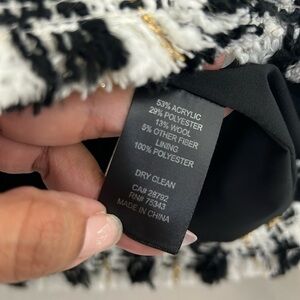 53% ACRYLIC
29% POLYESTER
13% WOOL
5% OTHER FIBER
LINING
100% POLYESTER
DRY CLEAN
CA# 28792
RN# 75343
MADE IN CHINA